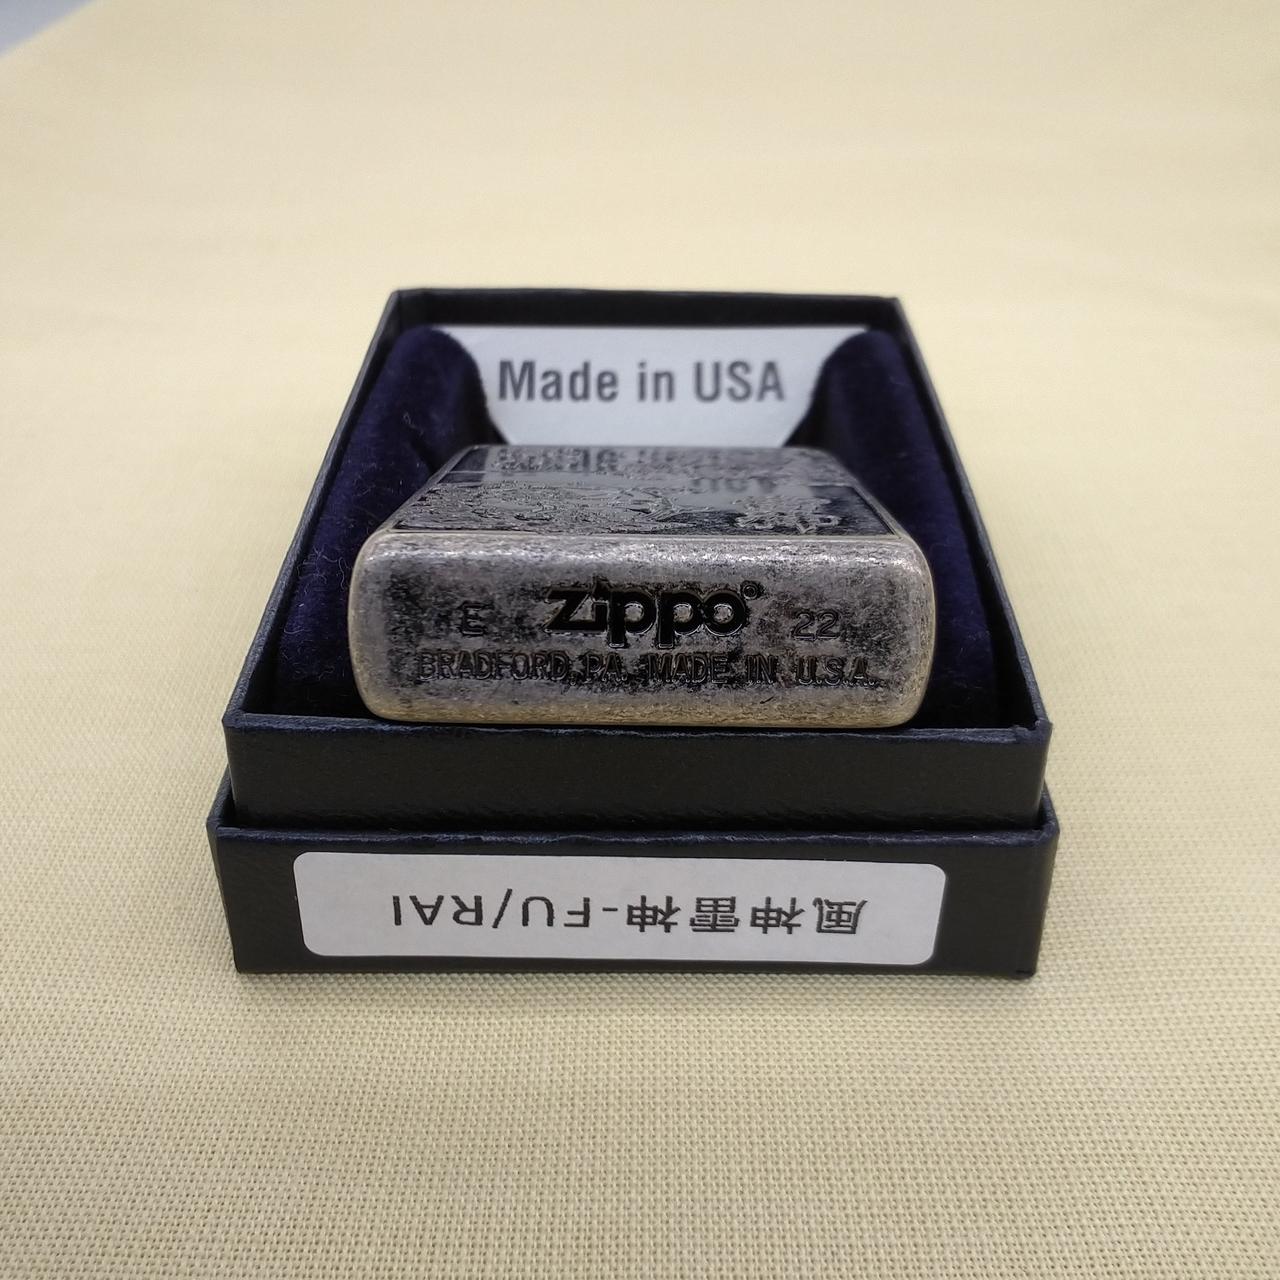 Made in USA
E zippo® 22
BRADFORD, PA. MADE IN U.S.A.
風神雷神-FU/RAI